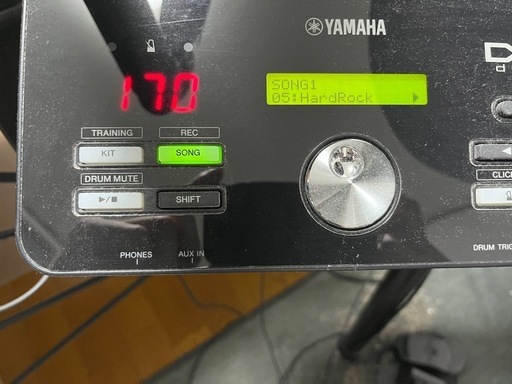 YAMAHA
170
SONG1
05:HardRock
D
TRAINING
REC
KIT
SONG
DRUM MUTE
SHIFT
CLICK
PHONES
AUX IN
DRUM TRIG